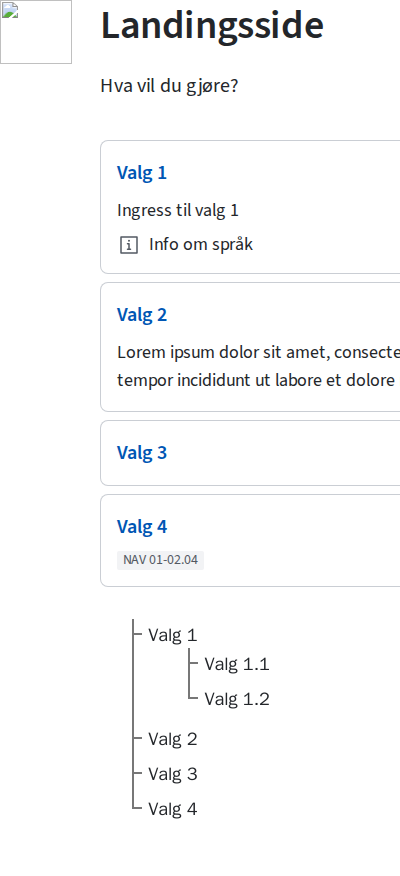 Landingsside
Hva vil du gjøre?
Valg 1
Ingress til valg 1
Info om språk
Valg 2
Lorem ipsum dolor sit amet, consecte
tempor incididunt ut labore et dolore
Valg 3
Valg 4
NAV 01-02.04
Valg 1
Valg 1.1
Valg 1.2
Valg 2
Valg 3
Valg 4